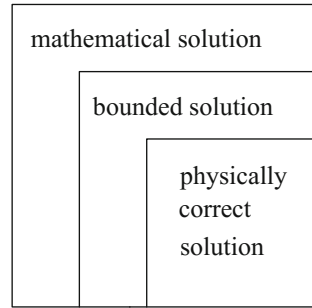 mathematical solution
bounded solution
physically
correct
solution